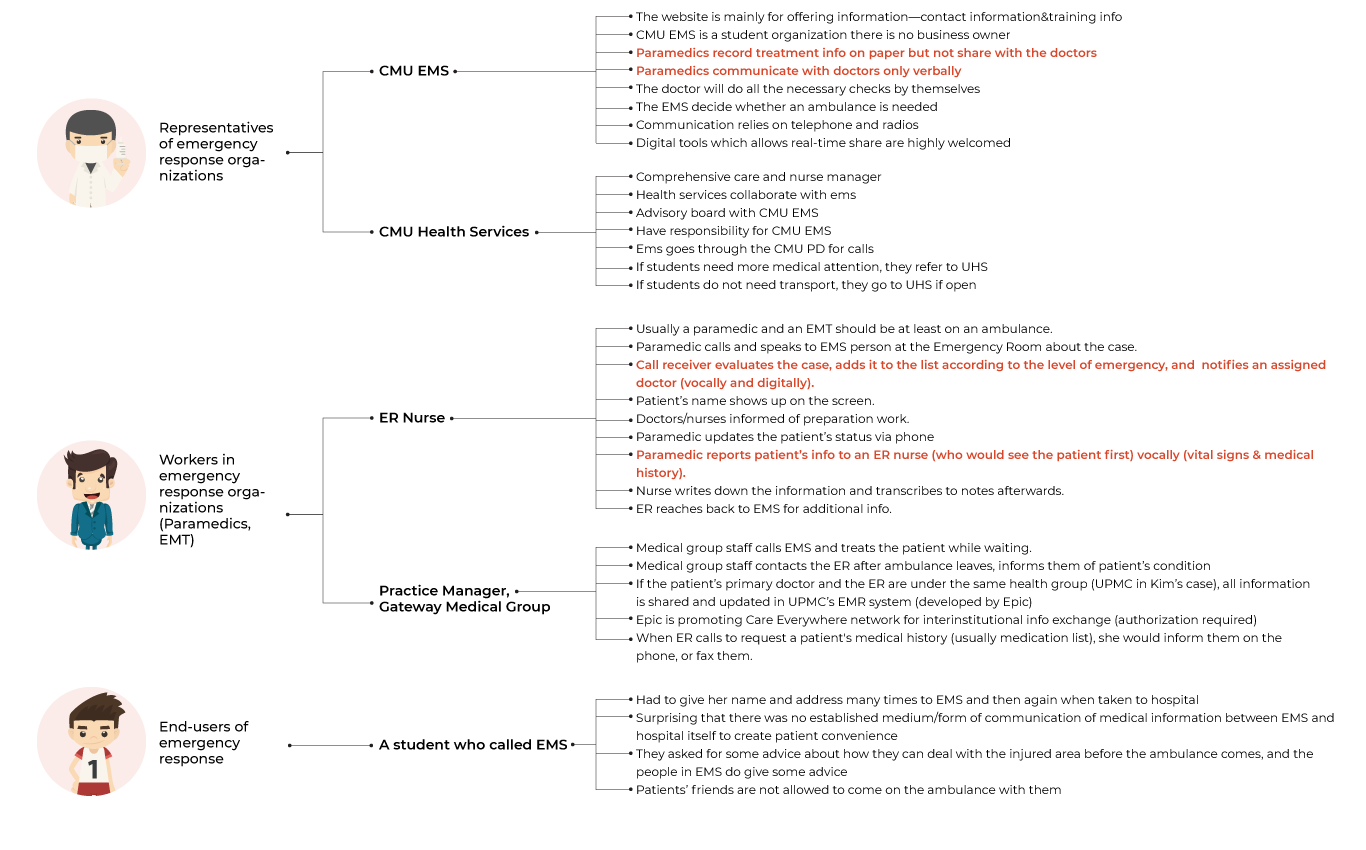 Representatives
of emergency
response orga-
nizations
CMU EMS
The website is mainly for offering information—contact information&training info
CMU EMS is a student organization there is no business owner
Paramedics record treatment info on paper but not share with the doctors
Paramedics communicate with doctors only verbally
The doctor will do all the necessary checks by themselves
The EMS decide whether an ambulance is needed
Communication relies on telephone and radios
Digital tools which allows real-time share are highly welcomed
CMU Health Services
Comprehensive care and nurse manager
Health services collaborate with ems
Advisory board with CMU EMS
Have responsibility for CMU EMS
Ems goes through the CMU PD for calls
If students need more medical attention, they refer to UHS
If students do not need transport, they go to UHS if open
Workers in
emergency
response orga-
nizations
(Paramedics,
EMT)
ER Nurse
Usually a paramedic and an EMT should be at least on an ambulance.
Paramedic calls and speaks to EMS person at the Emergency Room about the case.
Call receiver evaluates the case, adds it to the list according to the level of emergency, and notifies an assigned
doctor (vocally and digitally).
Patient's name shows up on the screen.
Doctors/nurses informed of preparation work.
Paramedic updates the patient's status via phone
Paramedic reports patient's info to an ER nurse (who would see the patient first) vocally (vital signs & medical
history).
Nurse writes down the information and transcribes to notes afterwards.
ER reaches back to EMS for additional info.
Practice Manager,
Gateway Medical Group
Medical group staff calls EMS and treats the patient while waiting.
Medical group staff contacts the ER after ambulance leaves, informs them of patient's condition
If the patient's primary doctor and the ER are under the same health group (UPMC in Kim's case), all information
is shared and updated in UPMC's EMR system (developed by Epic)
Epic is promoting Care Everywhere network for interinstitutional info exchange (authorization required)
When ER calls to request a patient's medical history (usually medication list), she would inform them on the
phone, or fax them.
1
End-users of
emergency
response
A student who called EMS
Had to give her name and address many times to EMS and then again when taken to hospital
Surprising that there was no established medium/form of communication of medical information between EMS and
hospital itself to create patient convenience
They asked for some advice about how they can deal with the injured area before the ambulance comes, and the
people in EMS do give some advice
Patients' friends are not allowed to come on the ambulance with them